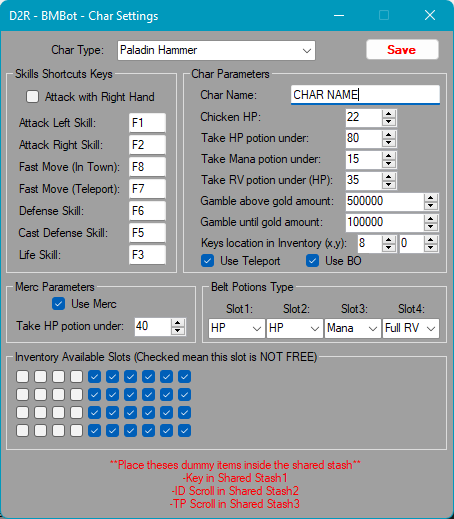 D2R - BMBot - Char Settings
Char Type: Paladin Hammer Save
Skills Shortcuts Keys
Attack with Right Hand
Attack Left Skill: F1
Attack Right Skill: F2
Fast Move (In Town): F8
Fast Move (Teleport): F7
Defense Skill: F6
Cast Defense Skill: F5
Life Skill: F3
Char Parameters
Char Name: CHAR NAME
Chicken HP: 22
Take HP potion under: 80
Take Mana potion under: 15
Take RV potion under (HP): 35
Gamble above gold amount: 500000
Gamble until gold amount: 100000
Keys location in Inventory (x,y): 8 0
Use Teleport Use BO
Merc Parameters
Use Merc
Take HP potion under: 40
Belt Potions Type
Slot1: Slot2: Slot3: Slot4:
HP HP Mana Full RV
Inventory Available Slots (Checked mean this slot is NOT FREE)
**Place theses dummy items inside the shared stash**
-Key in Shared Stash1
-ID Scroll in Shared Stash2
-TP Scroll in Shared Stash3